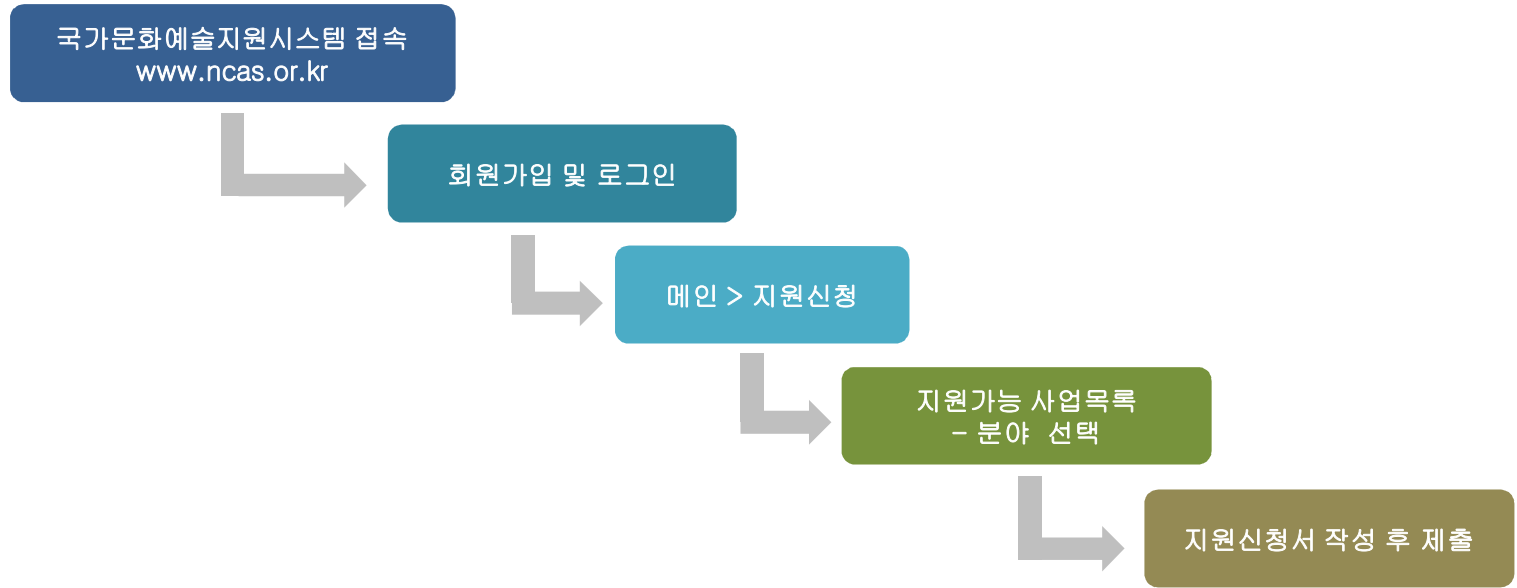 국가문화예술지원시스템 접속
www.ncas.or.kr
회원가입 및 로그인
메인 > 지원신청
지원가능 사업목록
- 분야 선택
지원신청서 작성 후 제출